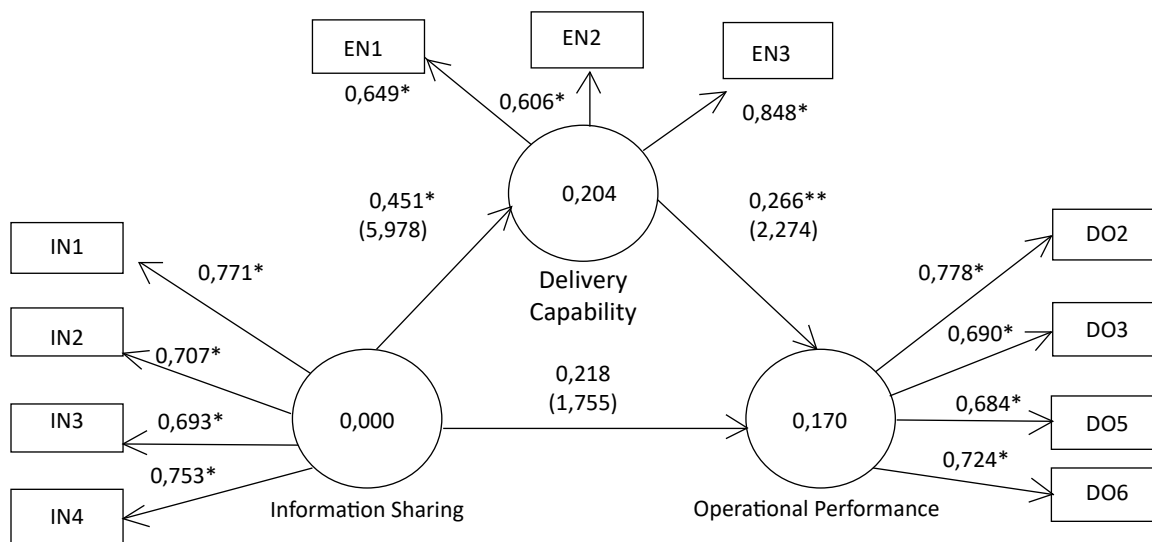 EN1
EN2
EN3
0,649*
0,606*
0,848*
0,451*
(5,978)
0,204
0,266**
(2,274)
Delivery
Capability
IN1
IN2
IN3
IN4
0,771*
0,707*
0,693*
0,753*
0,000
Information Sharing
0,218
(1,755)
0,170
Operational Performance
0,778*
0,690*
0,684*
0,724*
DO2
DO3
DO5
DO6